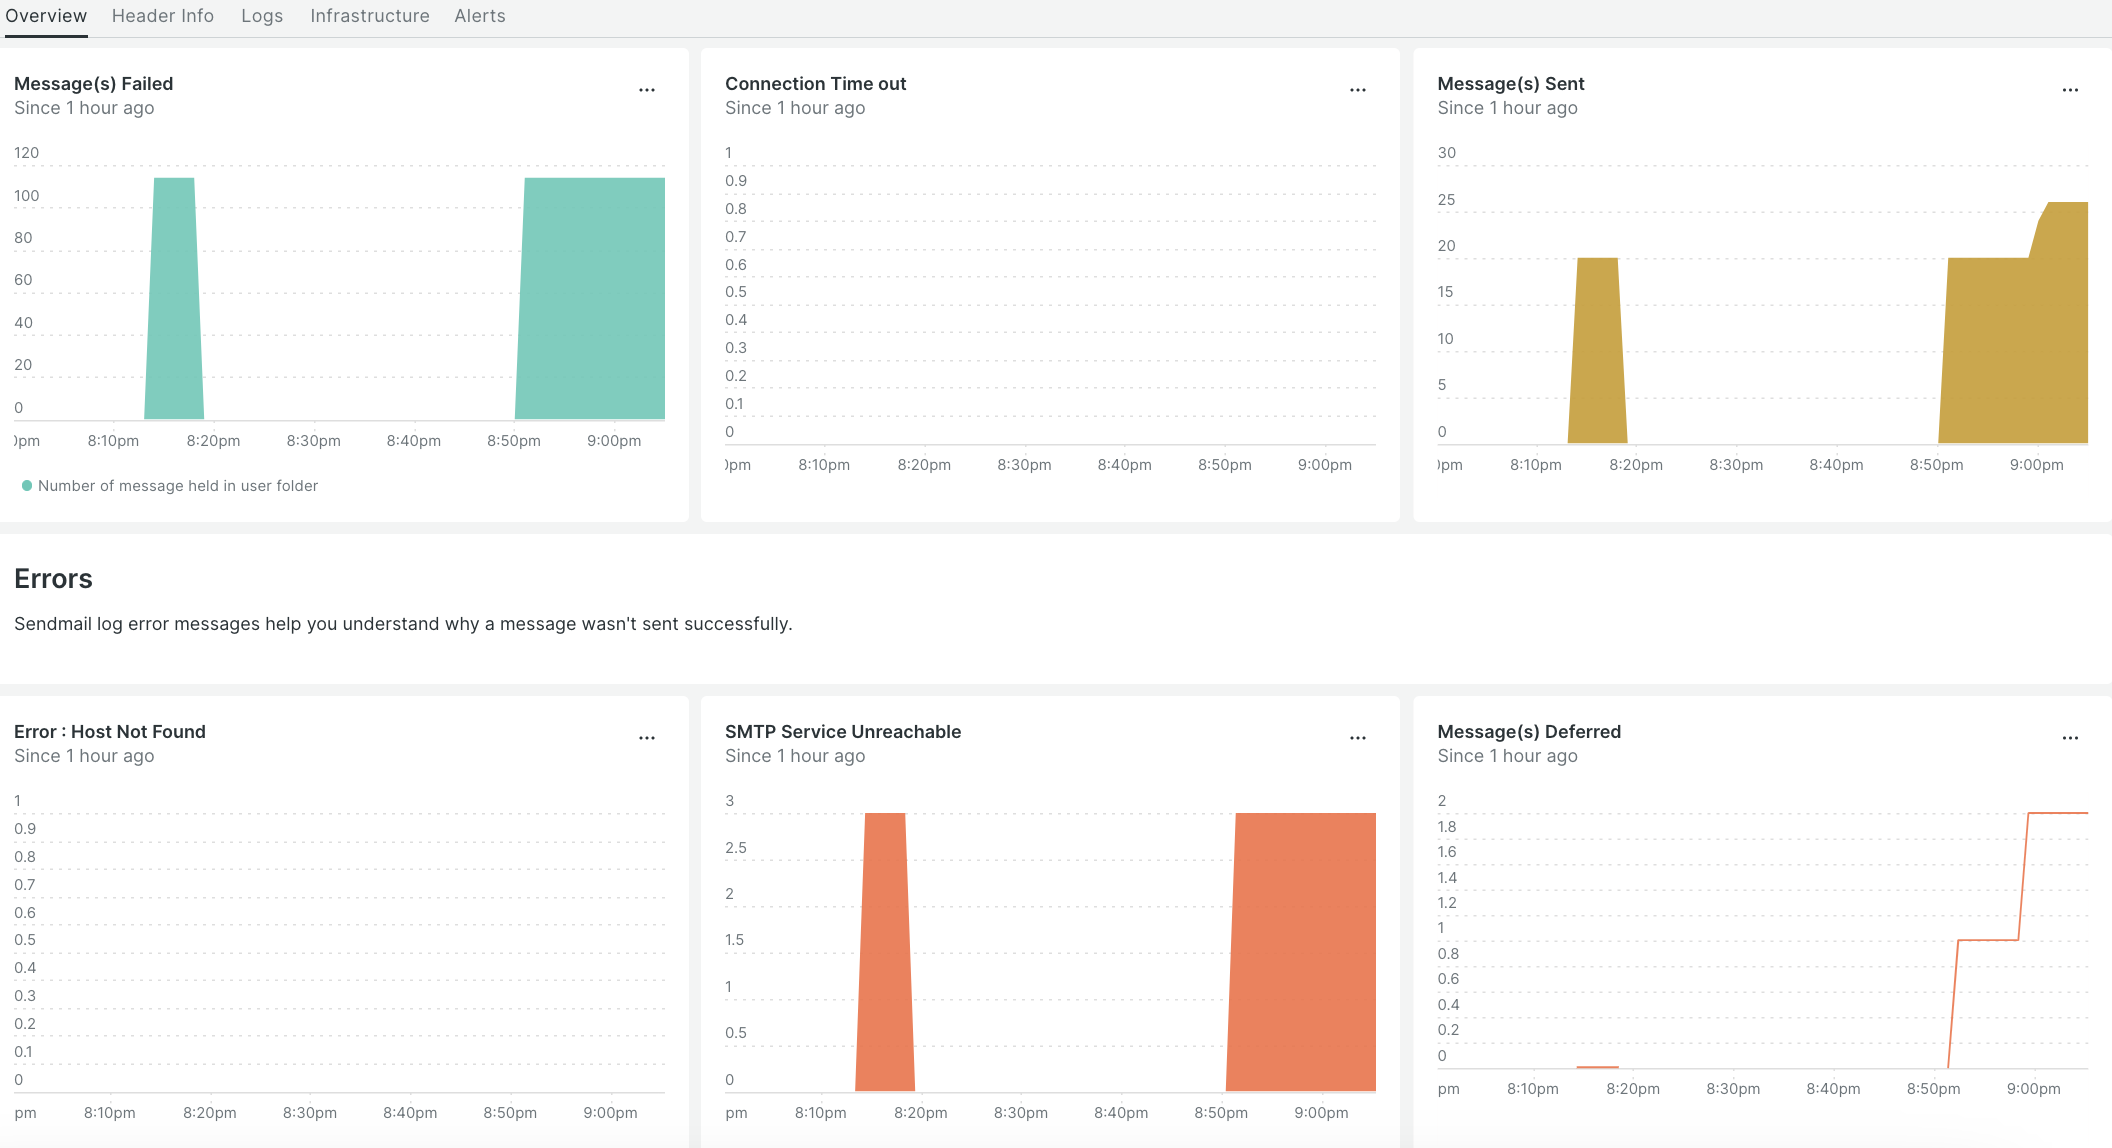 Overview Header Info Logs Infrastructure Alerts
Message(s) Failed
Since 1 hour ago
120
100
80
60
40
20
0
pm 8:10pm 8:20pm 8:30pm 8:40pm 8:50pm 9:00pm
Number of message held in user folder
Connection Time out
Since 1 hour ago
1
0.9
0.8
0.7
0.6
0.5
0.4
0.3
0.2
0.1
0
pm 8:10pm 8:20pm 8:30pm 8:40pm 8:50pm 9:00pm
Message(s) Sent
Since 1 hour ago
30
25
20
15
10
5
0
pm 8:10pm 8:20pm 8:30pm 8:40pm 8:50pm 9:00pm
Errors
Sendmail log error messages help you understand why a message wasn't sent successfully.
Error : Host Not Found
Since 1 hour ago
1
0.9
0.8
0.7
0.6
0.5
0.4
0.3
0.2
0.1
0
pm 8:10pm 8:20pm 8:30pm 8:40pm 8:50pm 9:00pm
SMTP Service Unreachable
Since 1 hour ago
3
2.5
2
1.5
1
0.5
0
pm 8:10pm 8:20pm 8:30pm 8:40pm 8:50pm 9:00pm
Message(s) Deferred
Since 1 hour ago
2
1.8
1.6
1.4
1.2
1
0.8
0.6
0.4
0.2
0
pm 8:10pm 8:20pm 8:30pm 8:40pm 8:50pm 9:00pm